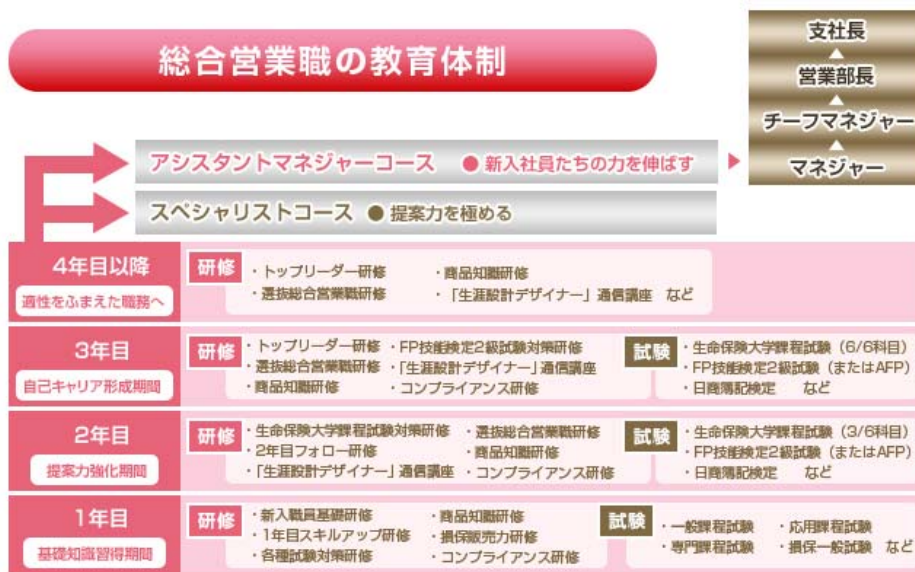 総合営業職の教育体制
支社長
営業部長
チーフマネジャー
マネジャー
アシスタントマネジャーコース ●新入社員たちの力を伸ばす
スペシャリストコース ●提案力を極める
4年目以降
適性をふまえた職務へ
研修
・トップリーダー研修 ・商品知識研修
・選抜総合営業職研修 ・「生涯設計デザイナー」通信講座 など
3年目
自己キャリア形成期間
研修
・トップリーダー研修 ・FP技能検定2級試験対策研修
・選抜総合営業職研修 ・「生涯設計デザイナー」通信講座
・商品知識研修 ・コンプライアンス研修
試験
・生命保険大学課程試験（6/6科目）
・FP技能検定2級試験（またはAFP）
・日商簿記検定 など
2年目
提案力強化期間
研修
・生命保険大学課程試験対策研修 ・選抜総合営業職研修
・2年目フォロー研修 ・商品知識研修
・「生涯設計デザイナー」通信講座 ・コンプライアンス研修
試験
・生命保険大学課程試験（3/6科目）
・FP技能検定2級試験（またはAFP）
・日商簿記検定 など
1年目
基礎知識習得期間
研修
・新入職員基礎研修 ・商品知識研修
・1年目スキルアップ研修 ・損保販売力研修
・各種試験対策研修 ・コンプライアンス研修
試験
・一般課程試験 ・応用課程試験
・専門課程試験 ・損保一般試験 など